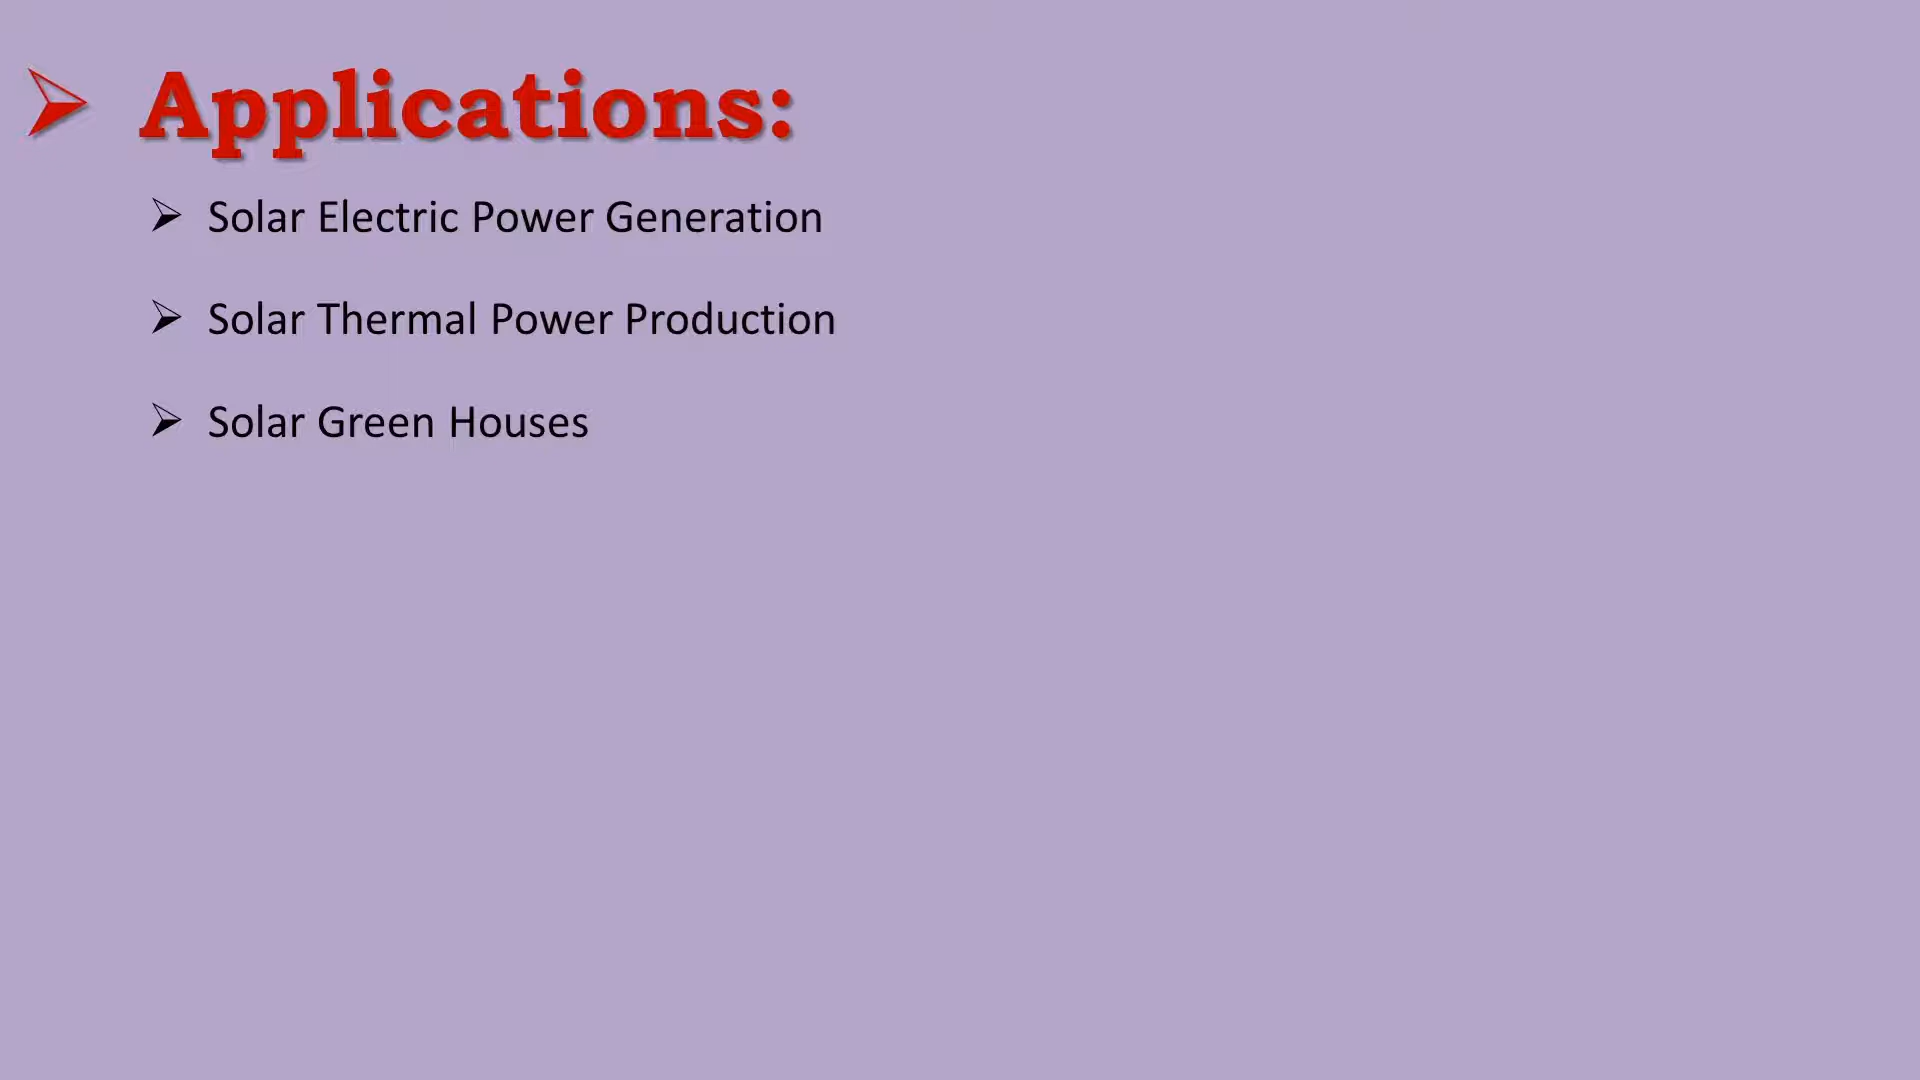 ➢ Applications:
➢ Solar Electric Power Generation
➢ Solar Thermal Power Production
➢ Solar Green Houses